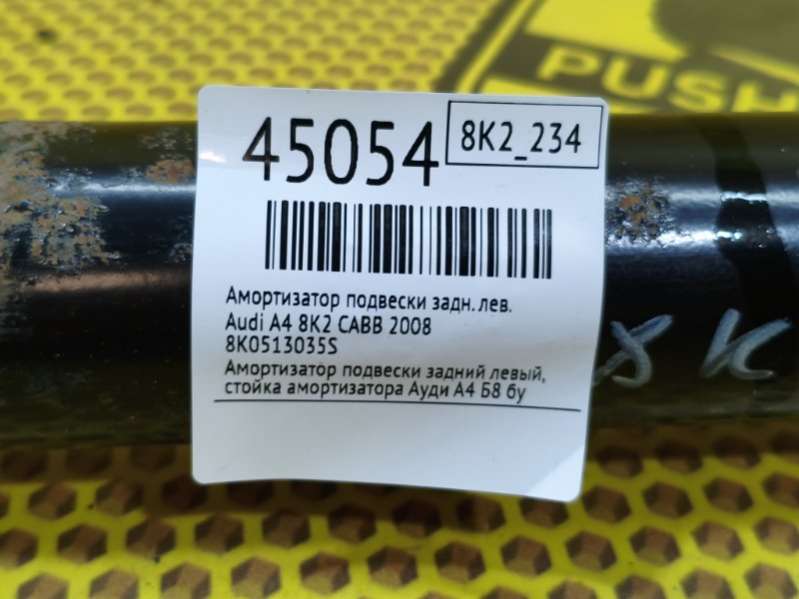 PUSH
45054
8K2_234
Амортизатор подвески задн. лев.
Audi A4 8K2 CABB 2008
8K0513035S
Амортизатор подвески задний левый,
стойка амортизатора Ауди А4 Б8 бу
8K